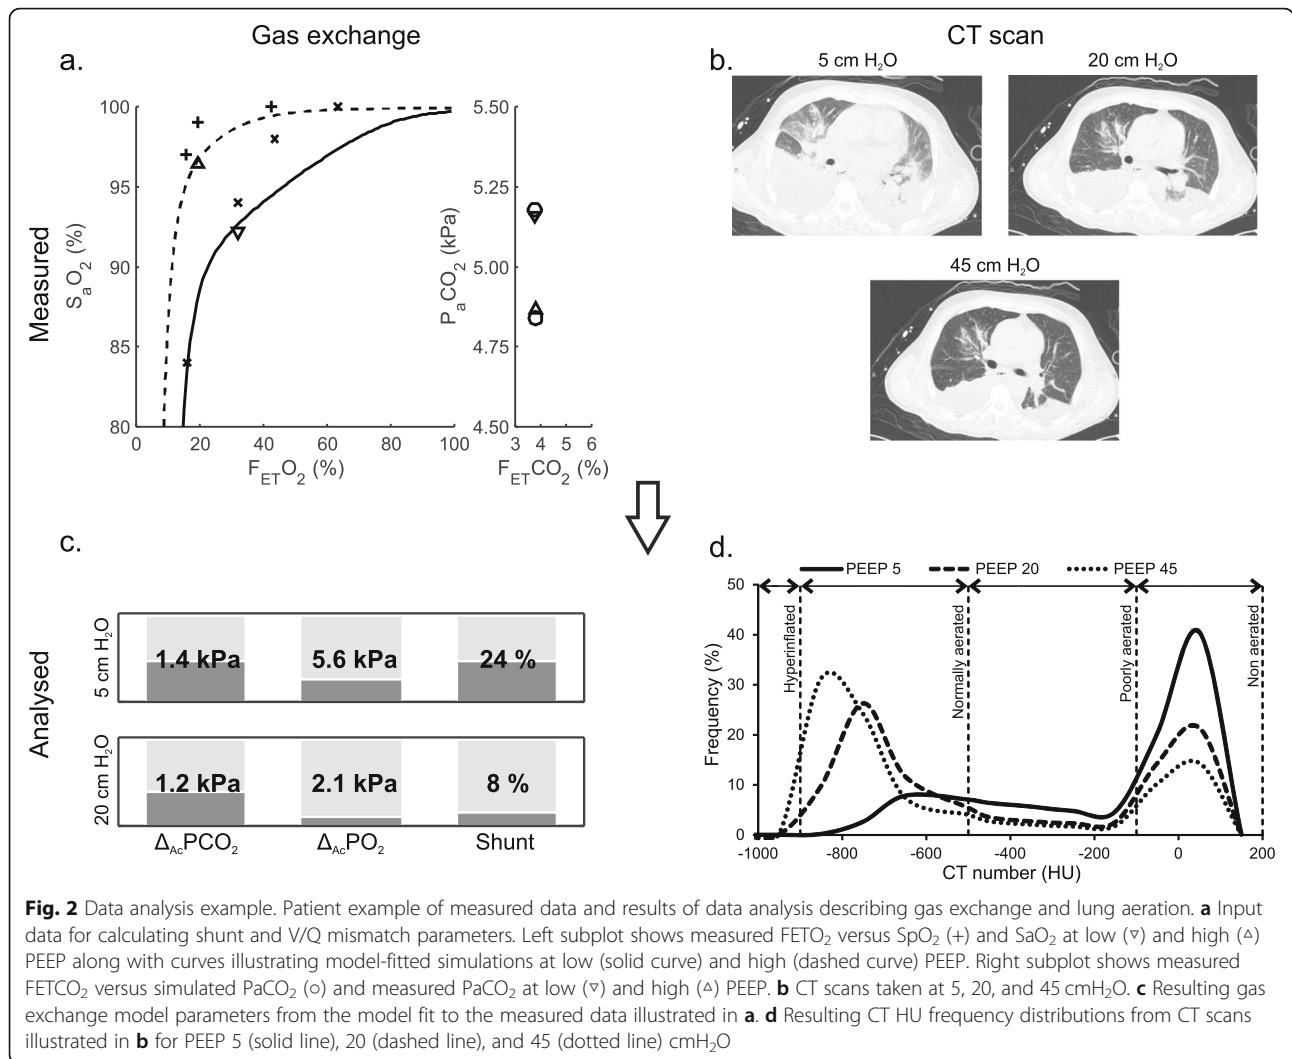 Gas exchange
CT scan
a.
b.
5 cm H₂O
20 cm H₂O
45 cm H₂O
Measured
SaO₂ (%)
100
95
90
85
80
0 20 40 60 80 100
FETO₂ (%)
PaCO₂ (kPa)
5.50
5.25
5.00
4.75
4.50
3 4 5 6
FETCO₂ (%)
c.
d.
Analysed
5 cm H₂O
1.4 kPa 5.6 kPa 24 %
20 cm H₂O
1.2 kPa 2.1 kPa 8 %
ΔAcPCO₂ ΔAcPO₂ Shunt
PEEP 5 PEEP 20 PEEP 45
Frequency (%)
50
40
30
20
10
0
Hyperinflated
Normally aerated
Poorly aerated
Non aerated
-1000 -800 -600 -400 -200 0 200
CT number (HU)
Fig. 2 Data analysis example. Patient example of measured data and results of data analysis describing gas exchange and lung aeration. a Input
data for calculating shunt and V/Q mismatch parameters. Left subplot shows measured FETO₂ versus SpO₂ (+) and SaO₂ at low (▿) and high (▵)
PEEP along with curves illustrating model-fitted simulations at low (solid curve) and high (dashed curve) PEEP. Right subplot shows measured
FETCO₂ versus simulated PaCO₂ (○) and measured PaCO₂ at low (▿) and high (▵) PEEP. b CT scans taken at 5, 20, and 45 cmH₂O. c Resulting gas
exchange model parameters from the model fit to the measured data illustrated in a. d Resulting CT HU frequency distributions from CT scans
illustrated in b for PEEP 5 (solid line), 20 (dashed line), and 45 (dotted line) cmH₂O